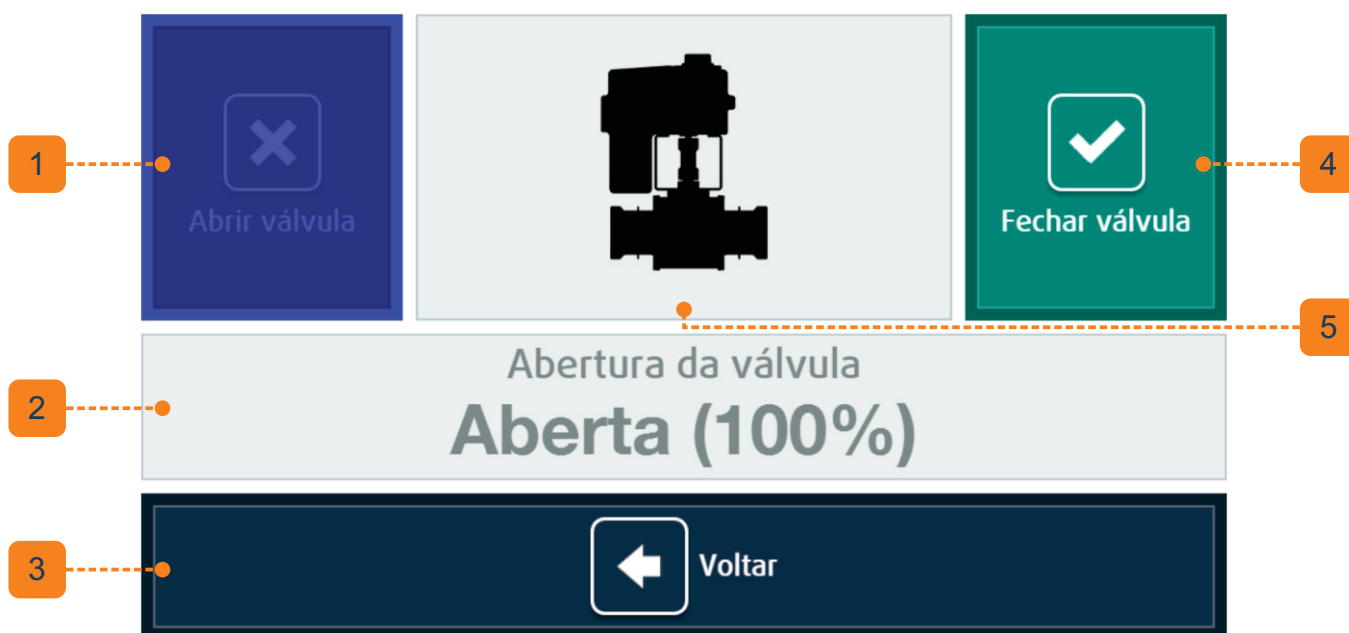 1
Abrir válvula
Fechar válvula
4
5
2
Abertura da válvula
Aberta (100%)
3
Voltar